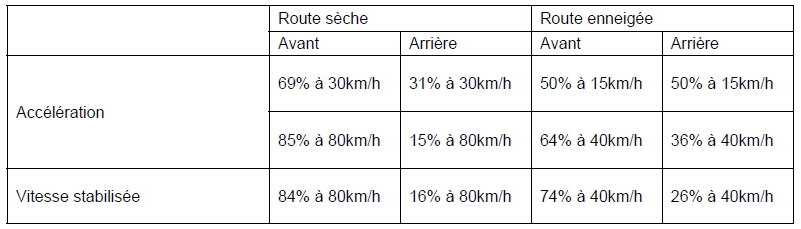 Route sèche Route enneigée
Avant Arrière Avant Arrière
Accélération
69% à 30km/h 31% à 30km/h 50% à 15km/h 50% à 15km/h
85% à 80km/h 15% à 80km/h 64% à 40km/h 36% à 40km/h
Vitesse stabilisée 84% à 80km/h 16% à 80km/h 74% à 40km/h 26% à 40km/h